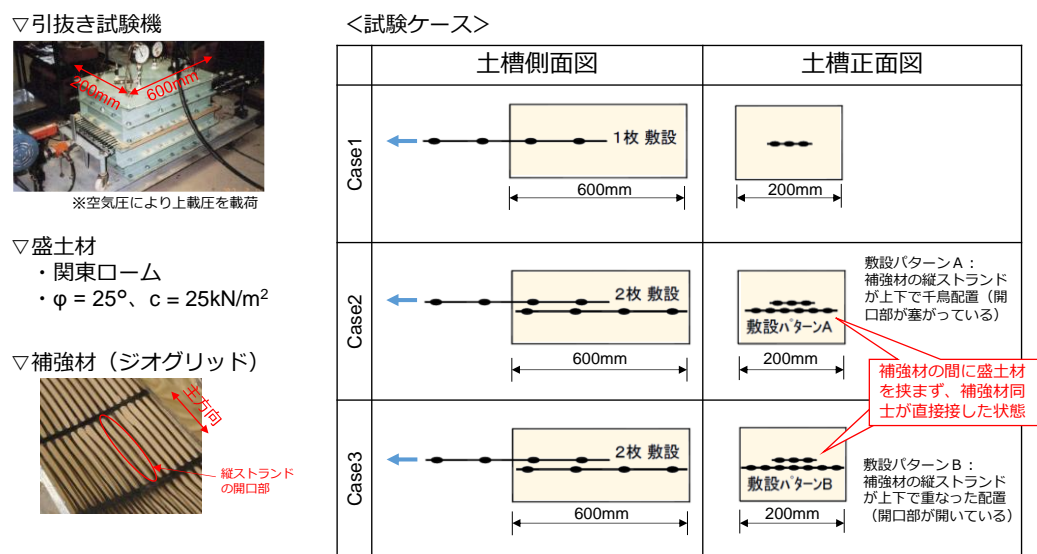 ▽引抜き試験機
200mm
600mm
※空気圧により上載圧を載荷
▽盛土材
・関東ローム
・φ = 25°、c = 25kN/m²
▽補強材（ジオグリッド）
主方向
縦ストランド
の開口部
＜試験ケース＞
土槽側面図
土槽正面図
Case1
1枚 敷設
600mm
200mm
Case2
2枚 敷設
600mm
敷設パターンA
200mm
敷設パターンA：
補強材の縦ストランド
が上下で千鳥配置（開
口部が塞がっている）
補強材の間に盛土材
を挟まず、補強材同
士が直接接した状態
Case3
2枚 敷設
600mm
敷設パターンB
200mm
敷設パターンB：
補強材の縦ストランド
が上下で重なった配置
（開口部が開いている）